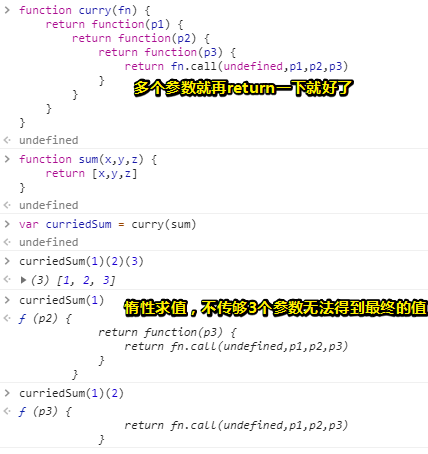 function curry(fn) {
return function(p1) {
return function(p2) {
return function(p3) {
return fn.call(undefined,p1,p2,p3)
}
多个参数就再return一下就好了
}
}
}
undefined
function sum(x,y,z) {
return [x,y,z]
}
undefined
var curriedSum = curry(sum)
undefined
curriedSum(1)(2)(3)
(3) [1, 2, 3]
curriedSum(1)
惰性求值，不传够3个参数无法得到最终的值
ƒ (p2) {
return function(p3) {
return fn.call(undefined,p1,p2,p3)
}
}
curriedSum(1)(2)
ƒ (p3) {
return fn.call(undefined,p1,p2,p3)
}